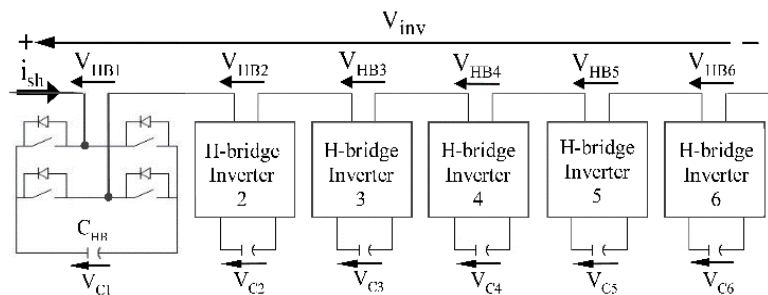 V_inv
+ −
i_sh V_HB1 V_HB2 V_HB3 V_HB4 V_HB5 V_HB6
H-bridge H-bridge H-bridge H-bridge H-bridge
Inverter Inverter Inverter Inverter Inverter
2 3 4 5 6
C_HB
V_C1 V_C2 V_C3 V_C4 V_C5 V_C6